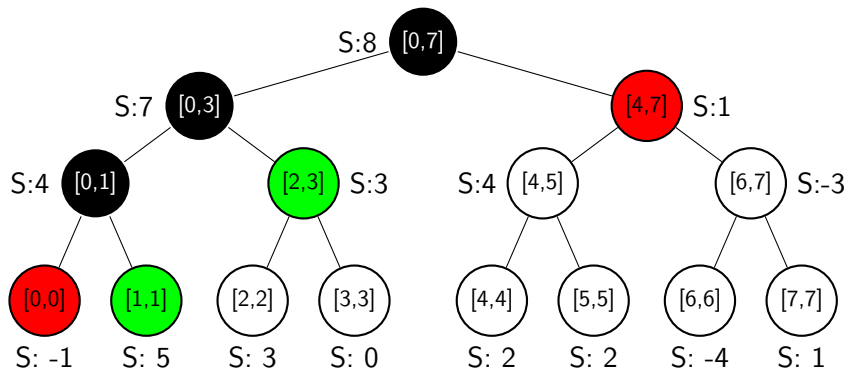 S:8 [0,7]
S:7 [0,3] [4,7] S:1
S:4 [0,1] [2,3] S:3 S:4 [4,5] [6,7] S:-3
[0,0] [1,1] [2,2] [3,3] [4,4] [5,5] [6,6] [7,7]
S: -1 S: 5 S: 3 S: 0 S: 2 S: 2 S: -4 S: 1